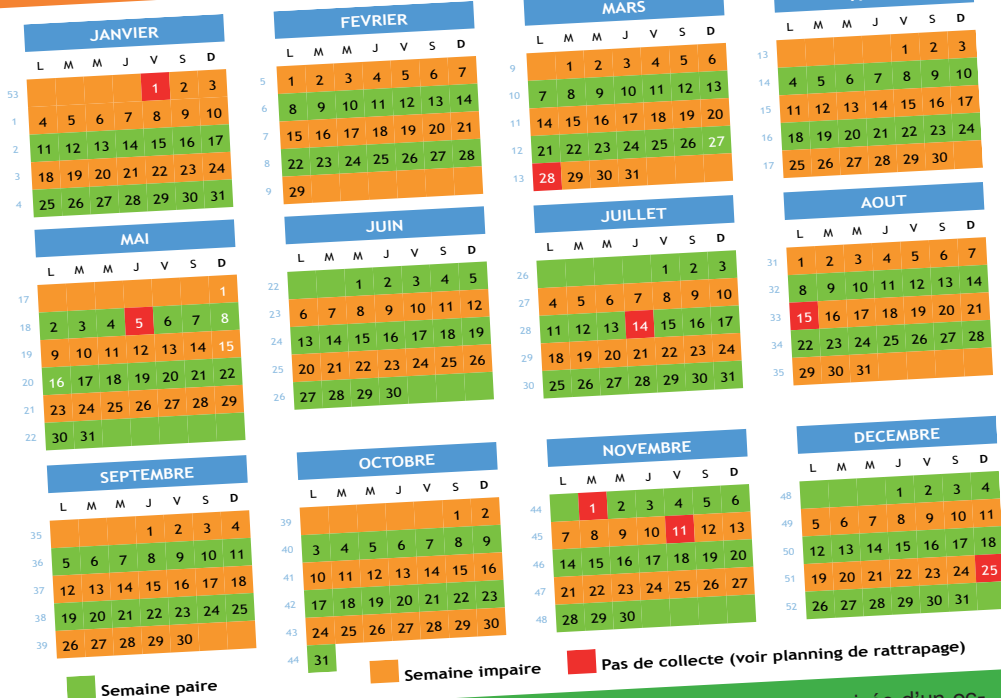 JANVIER
L M M J V S D
53 1 2 3
1 4 5 6 7 8 9 10
2 11 12 13 14 15 16 17
3 18 19 20 21 22 23 24
4 25 26 27 28 29 30 31
FEVRIER
L M M J V S D
5 1 2 3 4 5 6 7
6 8 9 10 11 12 13 14
7 15 16 17 18 19 20 21
8 22 23 24 25 26 27 28
9 29
MARS
L M M J V S D
9 1 2 3 4 5 6
10 7 8 9 10 11 12 13
11 14 15 16 17 18 19 20
12 21 22 23 24 25 26 27
13 28 29 30 31
L M M J V S D
13 1 2 3
14 4 5 6 7 8 9 10
15 11 12 13 14 15 16 17
16 18 19 20 21 22 23 24
17 25 26 27 28 29 30
MAI
L M M J V S D
17 1
18 2 3 4 5 6 7 8
19 9 10 11 12 13 14 15
20 16 17 18 19 20 21 22
21 23 24 25 26 27 28 29
22 30 31
JUIN
L M M J V S D
22 1 2 3 4 5
23 6 7 8 9 10 11 12
24 13 14 15 16 17 18 19
25 20 21 22 23 24 25 26
26 27 28 29 30
JUILLET
L M M J V S D
26 1 2 3
27 4 5 6 7 8 9 10
28 11 12 13 14 15 16 17
29 18 19 20 21 22 23 24
30 25 26 27 28 29 30 31
AOUT
L M M J V S D
31 1 2 3 4 5 6 7
32 8 9 10 11 12 13 14
33 15 16 17 18 19 20 21
34 22 23 24 25 26 27 28
35 29 30 31
SEPTEMBRE
L M M J V S D
35 1 2 3 4
36 5 6 7 8 9 10 11
37 12 13 14 15 16 17 18
38 19 20 21 22 23 24 25
39 26 27 28 29 30
OCTOBRE
L M M J V S D
39 1 2
40 3 4 5 6 7 8 9
41 10 11 12 13 14 15 16
42 17 18 19 20 21 22 23
43 24 25 26 27 28 29 30
44 31
NOVEMBRE
L M M J V S D
44 1 2 3 4 5 6
45 7 8 9 10 11 12 13
46 14 15 16 17 18 19 20
47 21 22 23 24 25 26 27
48 28 29 30
DECEMBRE
L M M J V S D
48 1 2 3 4
49 5 6 7 8 9 10 11
50 12 13 14 15 16 17 18
51 19 20 21 22 23 24 25
52 26 27 28 29 30 31
Semaine paire
Semaine impaire
Pas de collecte (voir planning de rattrapage)